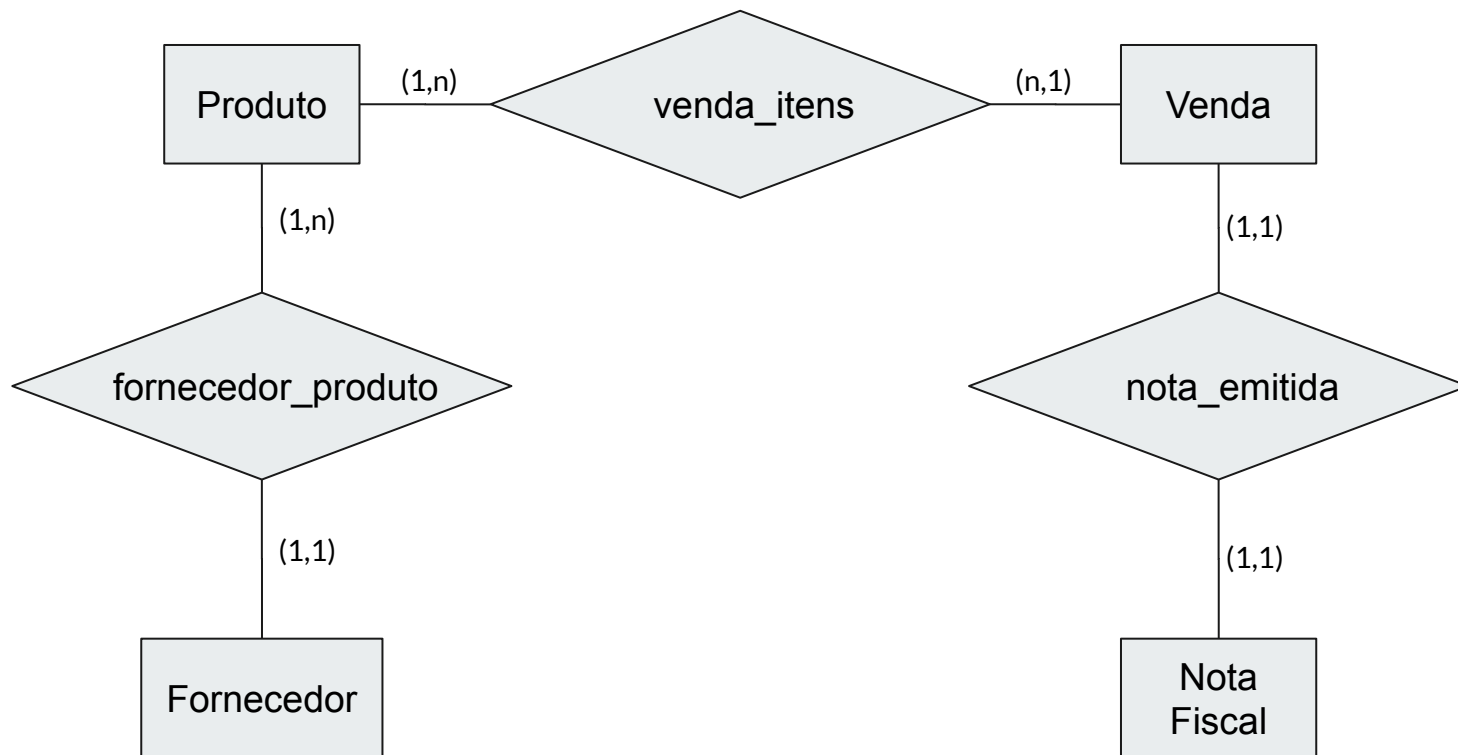 (1,n)
(n,1)
Produto
venda_itens
Venda
(1,n)
(1,1)
fornecedor_produto
nota_emitida
(1,1)
(1,1)
Fornecedor
Nota
Fiscal